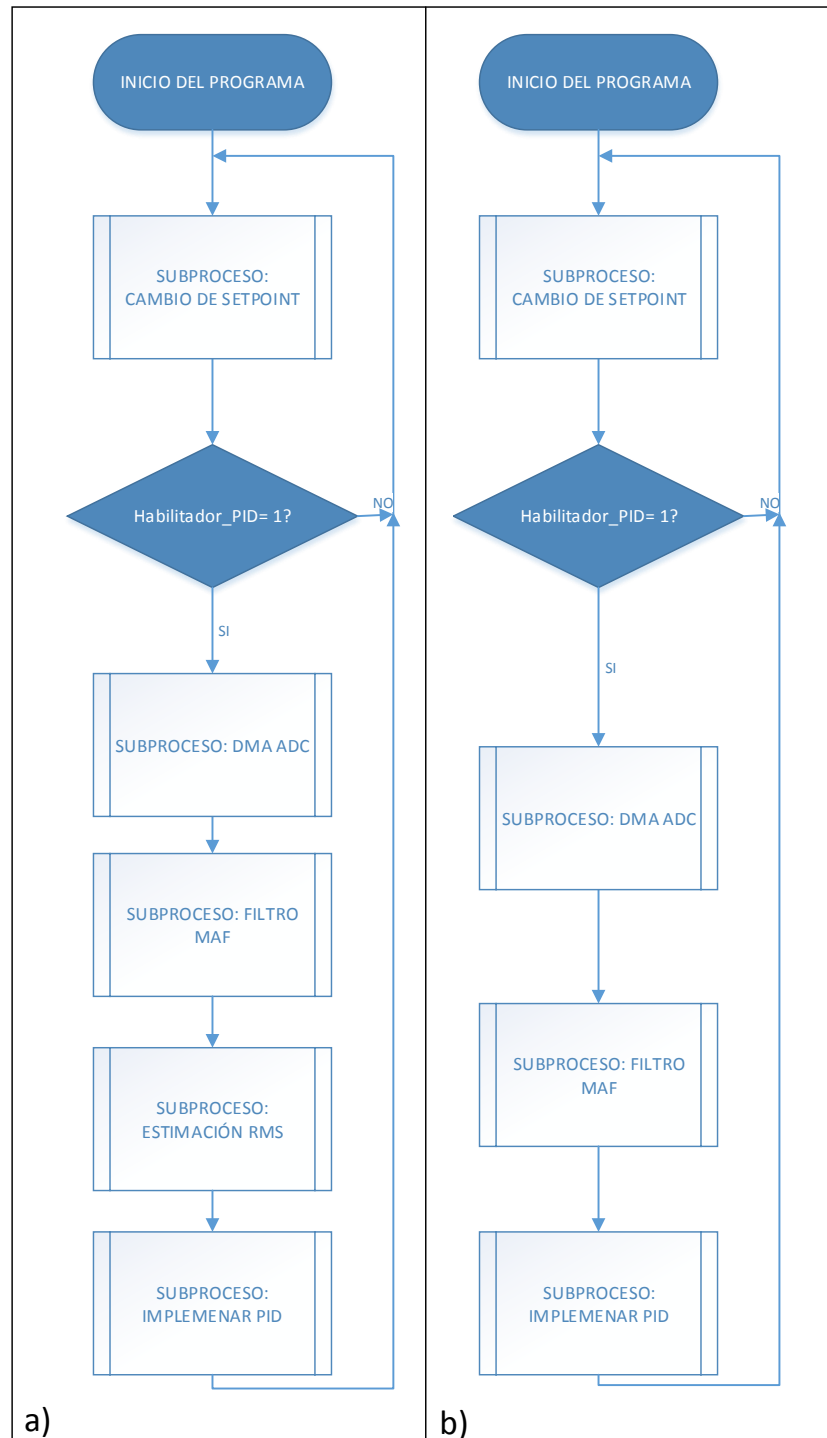 INICIO DEL PROGRAMA
SUBPROCESO:
CAMBIO DE SETPOINT
Habilitador_PID= 1?
NO
SI
SUBPROCESO: DMA ADC
SUBPROCESO: FILTRO
MAF
SUBPROCESO:
ESTIMACIÓN RMS
SUBPROCESO:
IMPLEMENAR PID
a)
INICIO DEL PROGRAMA
SUBPROCESO:
CAMBIO DE SETPOINT
Habilitador_PID= 1?
NO
SI
SUBPROCESO: DMA ADC
SUBPROCESO: FILTRO
MAF
SUBPROCESO:
IMPLEMENAR PID
b)